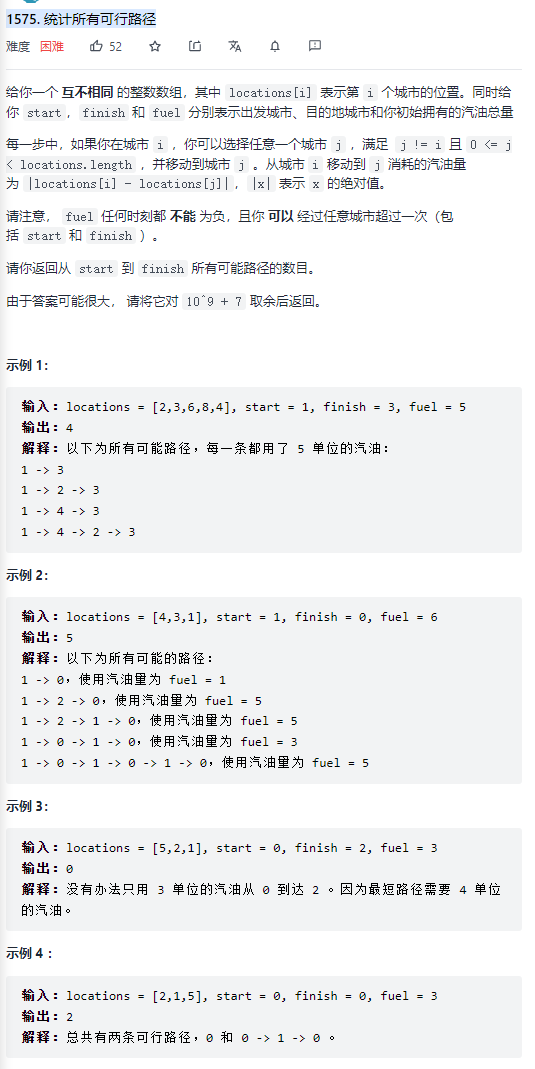 1575. 统计所有可行路径
难度 困难 52
给你一个 互不相同 的整数数组，其中 locations[i] 表示第 i 个城市的位置。同时给
你 start，finish 和 fuel 分别表示出发城市、目的地城市和你初始拥有的汽油总量
每一步中，如果你在城市 i ，你可以选择任意一个城市 j ，满足 j != i 且 0 <= j
< locations.length ，并移动到城市 j 。从城市 i 移动到 j 消耗的汽油量
为 |locations[i] - locations[j]|，|x| 表示 x 的绝对值。
请注意， fuel 任何时刻都 不能 为负，且你 可以 经过任意城市超过一次（包
括 start 和 finish ）。
请你返回从 start 到 finish 所有可能路径的数目。
由于答案可能很大， 请将它对 10^9 + 7 取余后返回。
示例 1：
输入：locations = [2,3,6,8,4], start = 1, finish = 3, fuel = 5
输出：4
解释：以下为所有可能路径，每一条都用了 5 单位的汽油：
1 -> 3
1 -> 2 -> 3
1 -> 4 -> 3
1 -> 4 -> 2 -> 3
示例 2：
输入：locations = [4,3,1], start = 1, finish = 0, fuel = 6
输出：5
解释：以下为所有可能的路径：
1 -> 0，使用汽油量为 fuel = 1
1 -> 2 -> 0，使用汽油量为 fuel = 5
1 -> 2 -> 1 -> 0，使用汽油量为 fuel = 5
1 -> 0 -> 1 -> 0，使用汽油量为 fuel = 3
1 -> 0 -> 1 -> 0 -> 1 -> 0，使用汽油量为 fuel = 5
示例 3：
输入：locations = [5,2,1], start = 0, finish = 2, fuel = 3
输出：0
解释：没有办法只用 3 单位的汽油从 0 到达 2 。因为最短路径需要 4 单位
的汽油。
示例 4 ：
输入：locations = [2,1,5], start = 0, finish = 0, fuel = 3
输出：2
解释：总共有两条可行路径，0 和 0 -> 1 -> 0 。